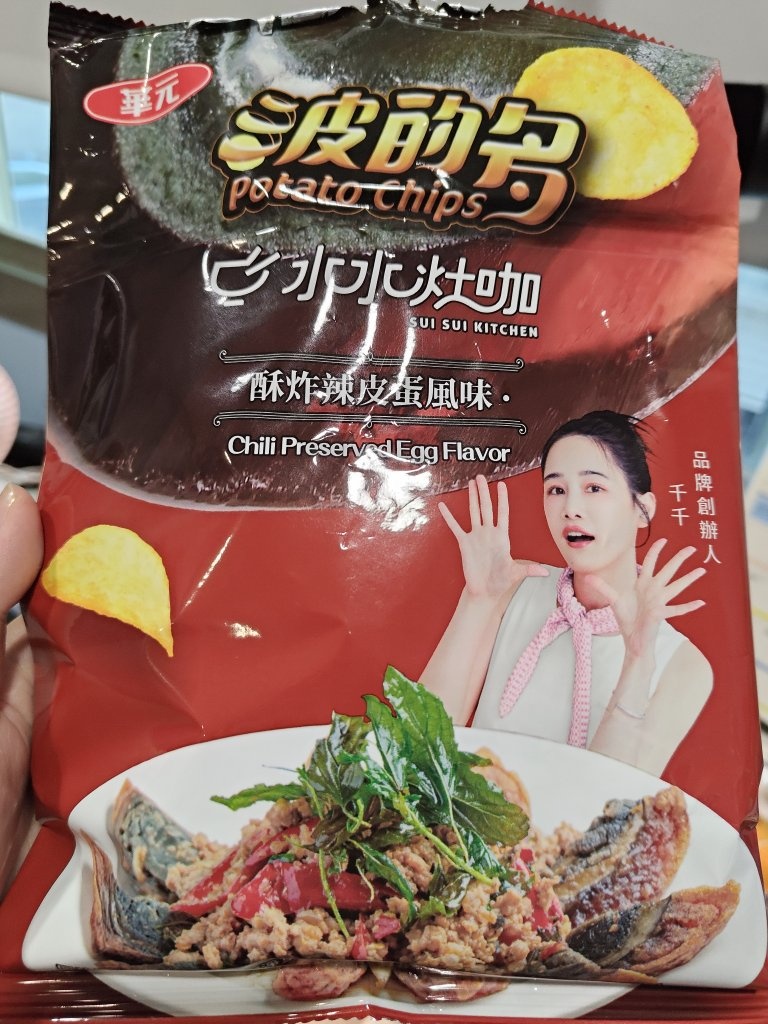 華元
波的多
Potato Chips
水水灶咖
SUI SUI KITCHEN
酥炸辣皮蛋風味·
Chili Preserved Egg Flavor
品牌創辦人
千千